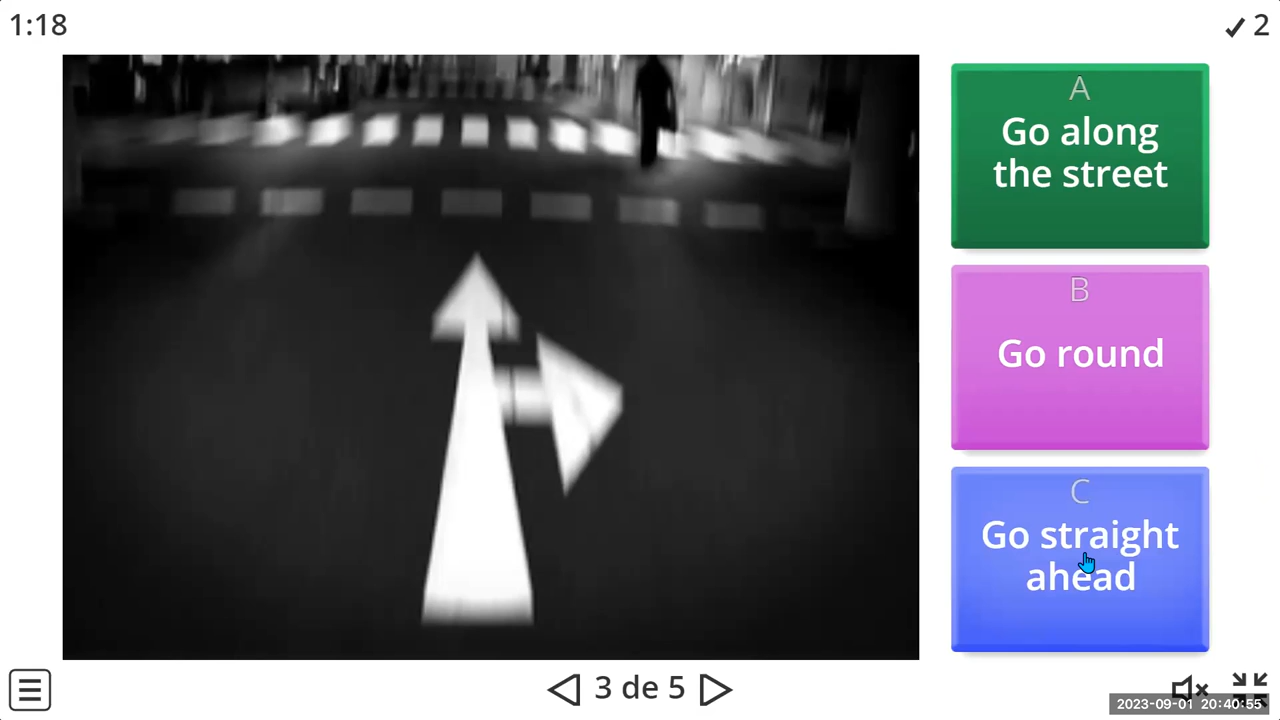 1:18
✓ 2
A
Go along
the street
B
Go round
C
Go straight
ahead
3 de 5
2023-09-01 20:40:55